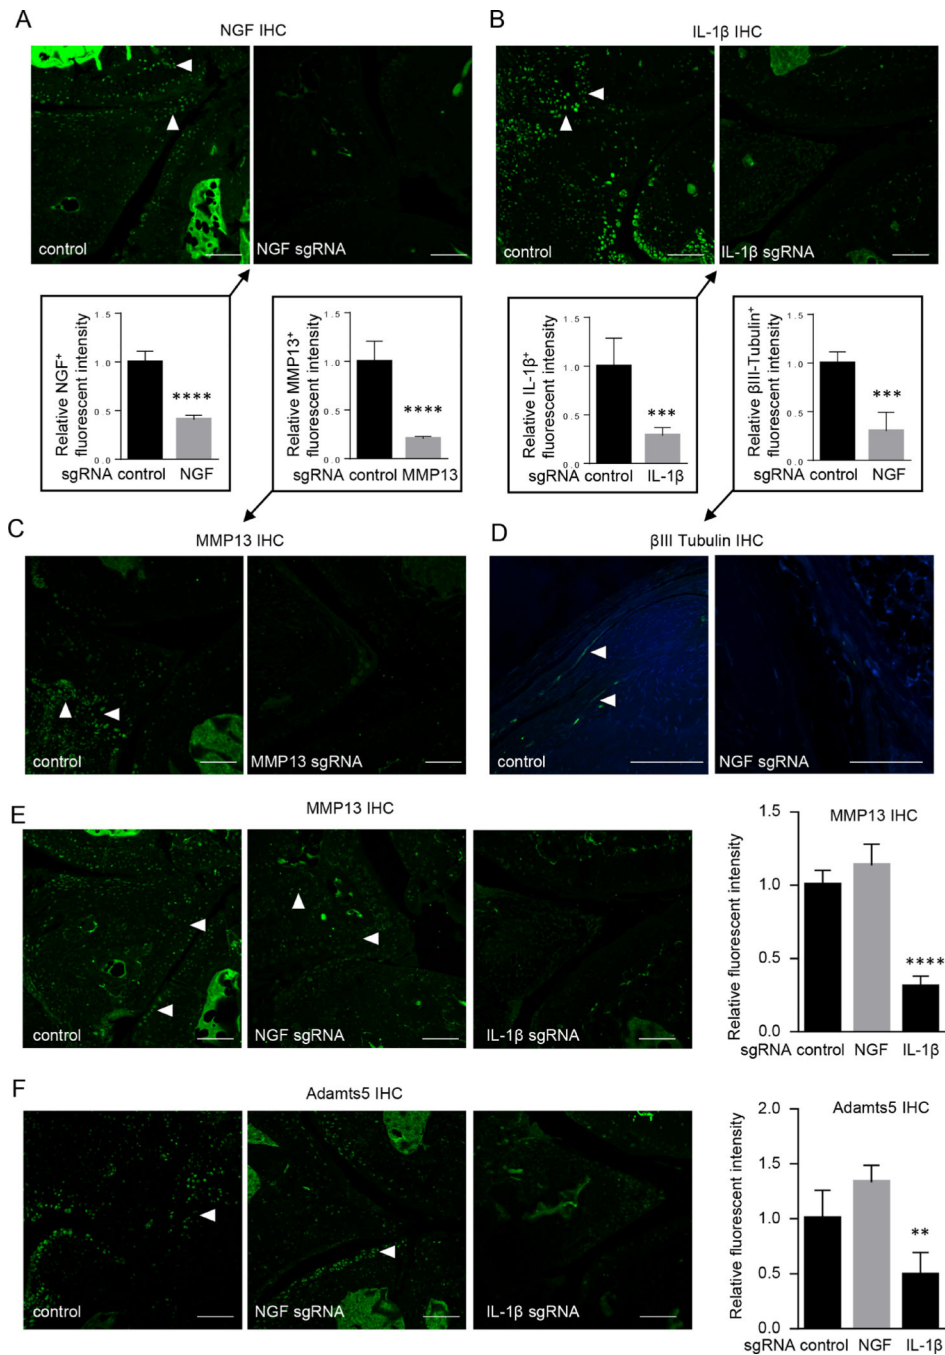 A
NGF IHC
B
IL-1β IHC
control
NGF sgRNA
control
IL-1β sgRNA
Relative NGF+
fluorescent intensity
1.5
1.0
0.5
0.0
****
sgRNA control NGF
Relative MMP13+
fluorescent intensity
1.5
1.0
0.5
0.0
****
sgRNA control MMP13
Relative IL-1β+
fluorescent intensity
1.5
1.0
0.5
0.0
***
sgRNA control IL-1β
Relative βIII-Tubulin+
fluorescent intensity
1.5
1.0
0.5
0.0
***
sgRNA control NGF
C
MMP13 IHC
D
βIII Tubulin IHC
control
MMP13 sgRNA
control
NGF sgRNA
E
MMP13 IHC
control
NGF sgRNA
IL-1β sgRNA
MMP13 IHC
Relative fluorescent intensity
1.5
1.0
0.5
0.0
****
sgRNA control NGF IL-1β
F
Adamts5 IHC
control
NGF sgRNA
IL-1β sgRNA
Adamts5 IHC
Relative fluorescent intensity
2.0
1.5
1.0
0.5
0.0
**
sgRNA control NGF IL-1β